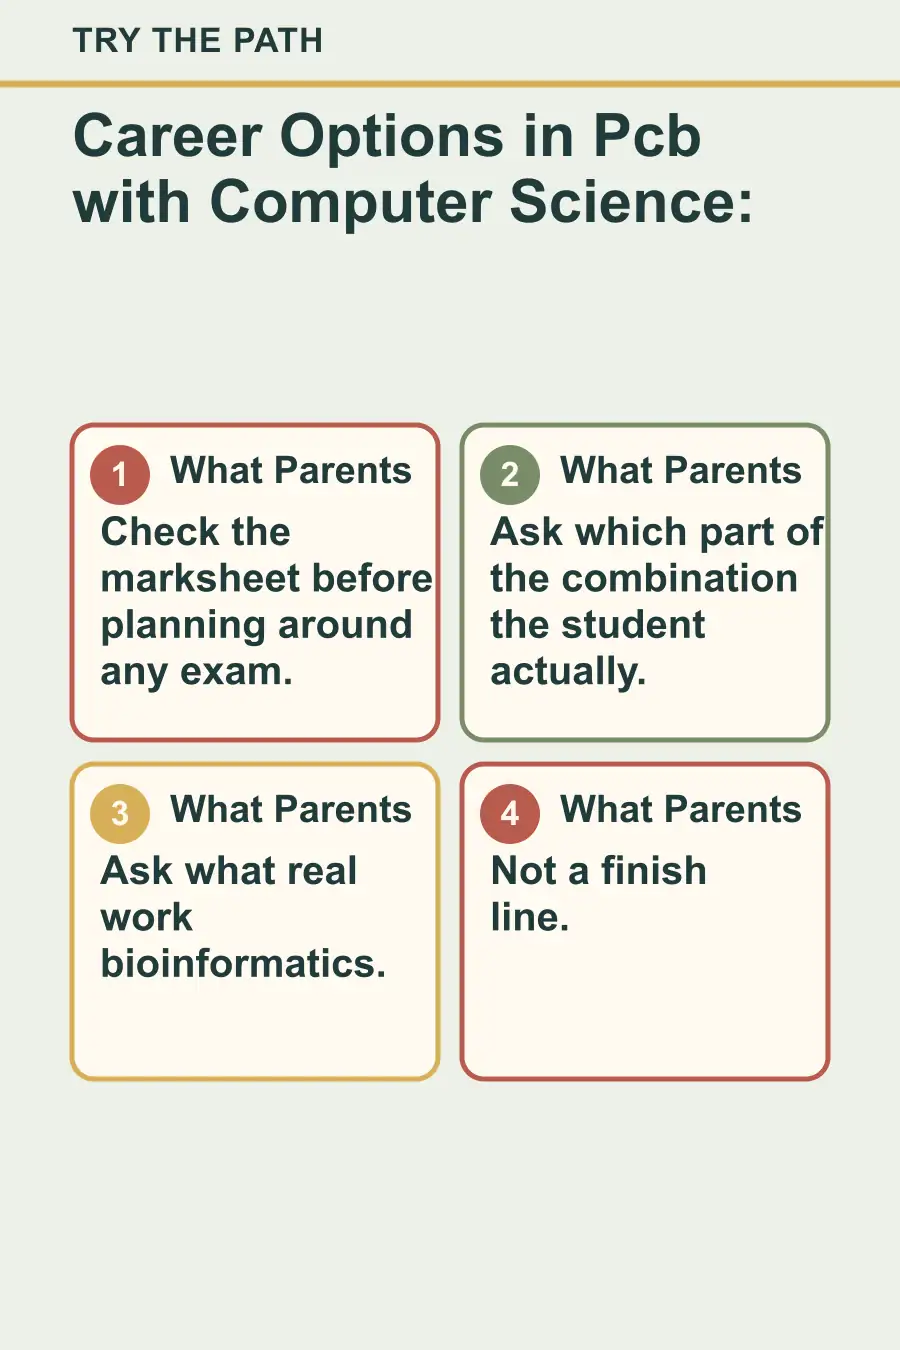 TRY THE PATH
Career Options in Pcb
with Computer Science:
1
What Parents
Check the
marksheet before
planning around
any exam.
2
What Parents
Ask which part of
the combination
the student
actually.
3
What Parents
Ask what real
work
bioinformatics.
4
What Parents
Not a finish
line.